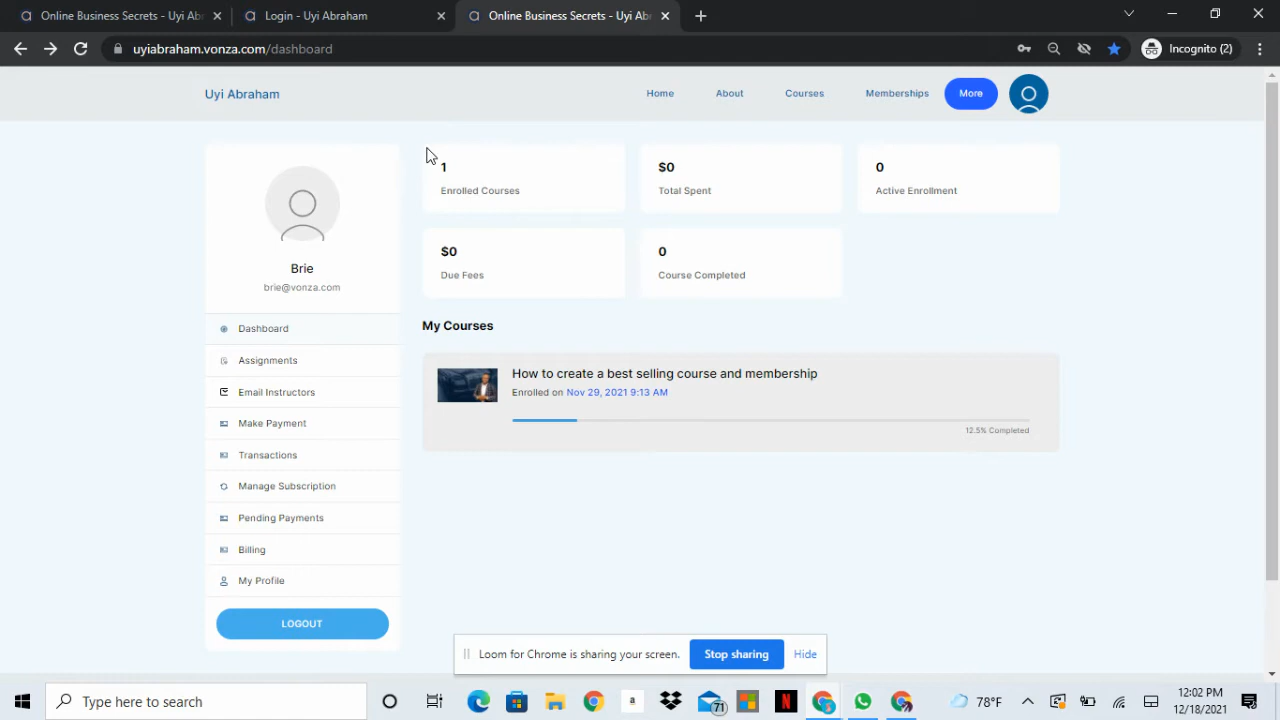 Online Business Secrets - Uyi Ab
Login - Uyi Abraham
Online Business Secrets - Uyi Ab
uyiabraham.vonza.com/dashboard
Incognito (2)
Uyi Abraham
Home
About
Courses
Memberships
More
Brie
brie@vonza.com
Dashboard
Assignments
Email Instructors
Make Payment
Transactions
Manage Subscription
Pending Payments
Billing
My Profile
LOGOUT
1
Enrolled Courses
$0
Total Spent
0
Active Enrollment
$0
Due Fees
0
Course Completed
My Courses
How to create a best selling course and membership
Enrolled on Nov 29, 2021 9:13 AM
12.5% Completed
Loom for Chrome is sharing your screen.
Stop sharing
Hide
Type here to search
a
71
N
78°F
12:02 PM
12/18/2021